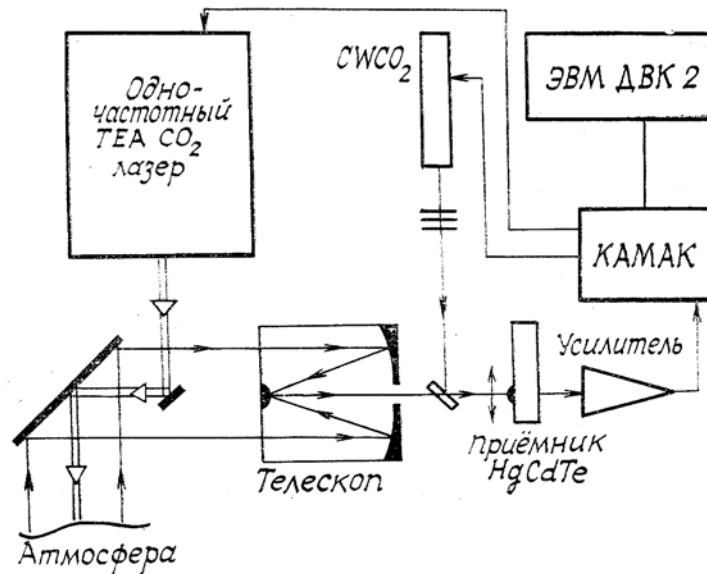 Одно-
частотный
TEA CO₂
лазер
CWCO₂
ЭВМ ДВК 2
КАМАК
Усилитель
Приёмник
HgCdTe
Телескоп
Атмосфера